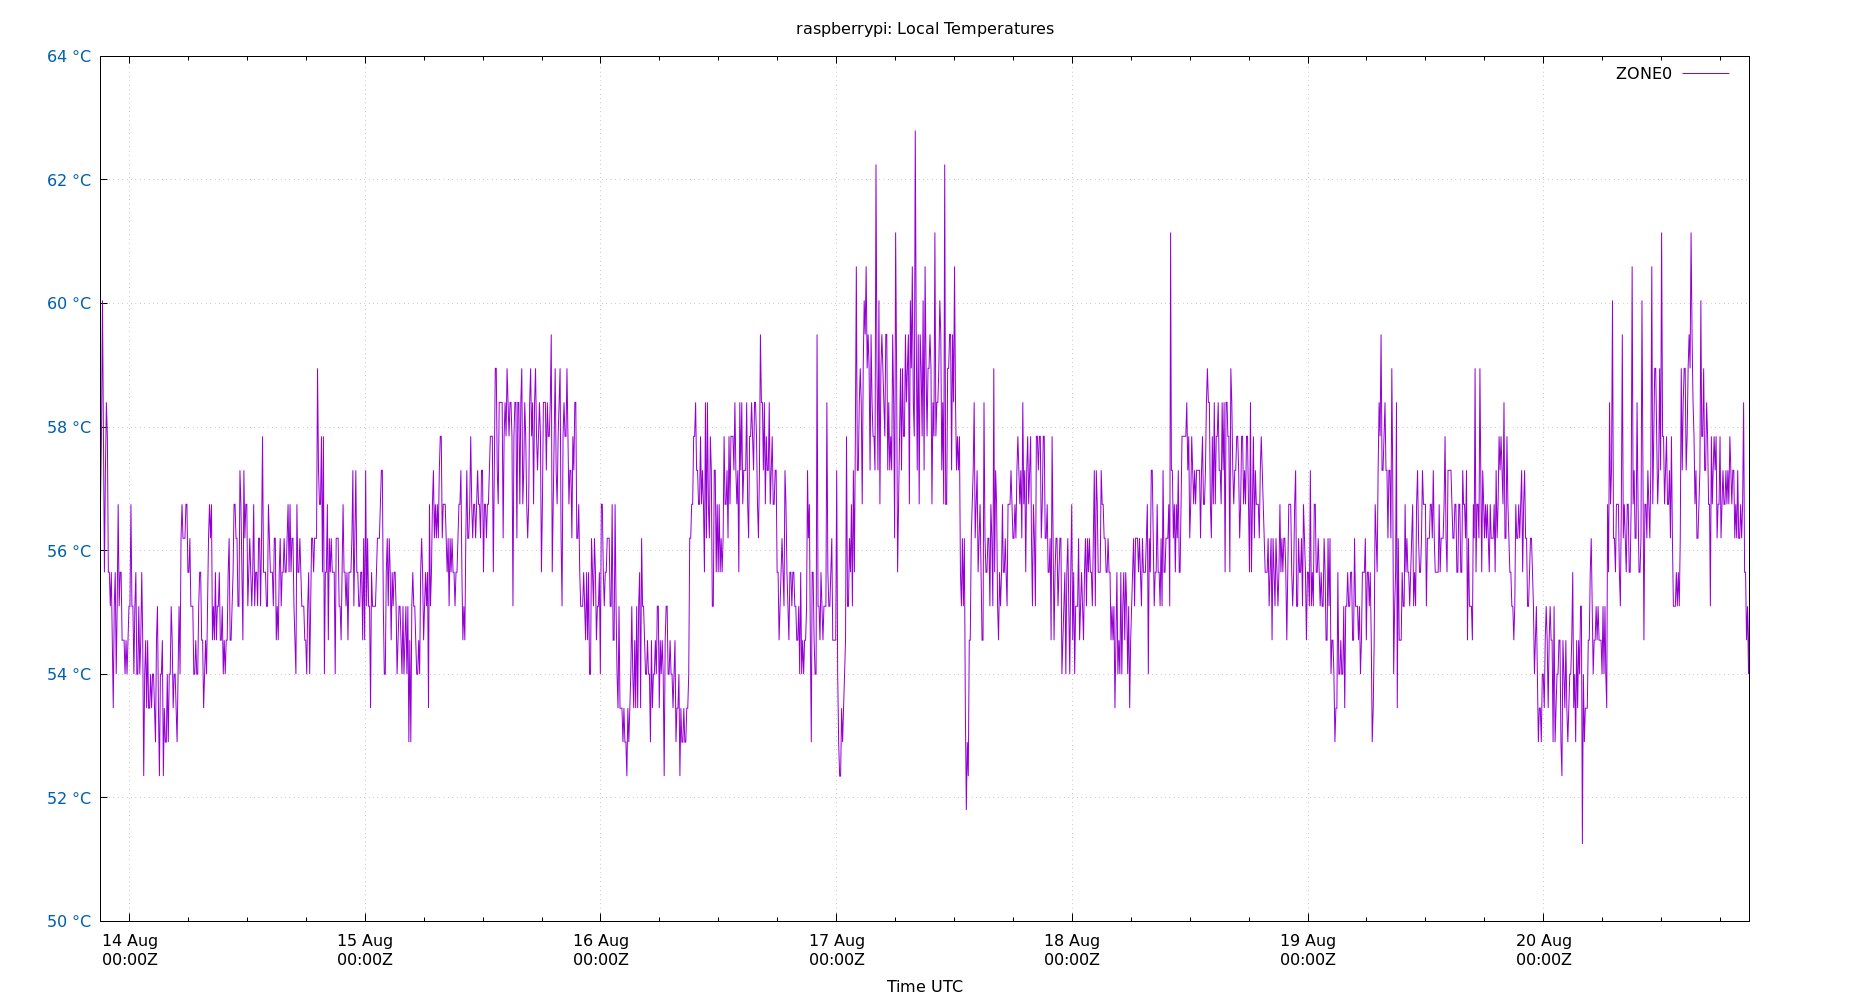 raspberrypi: Local Temperatures
64 °C
ZONE0
62 °C
60 °C
58 °C
56 °C
54 °C
52 °C
50 °C
14 Aug 15 Aug 16 Aug 17 Aug 18 Aug 19 Aug 20 Aug
00:00Z 00:00Z 00:00Z 00:00Z 00:00Z 00:00Z 00:00Z
Time UTC